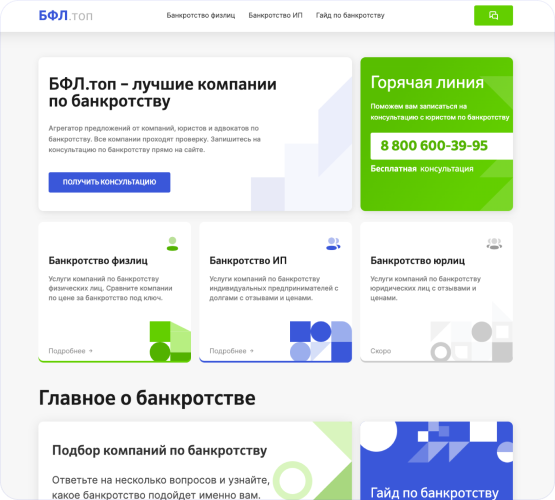 БФЛ.топ
Банкротство физлиц
Банкротство ИП
Гайд по банкротству
БФЛ.топ – лучшие компании
по банкротству
Агрегатор предложений от компаний, юристов и адвокатов по
банкротству. Все компании проходят проверку. Запишитесь на
консультацию по банкротству прямо на сайте.
ПОЛУЧИТЬ КОНСУЛЬТАЦИЮ
Горячая линия
Поможем вам записаться на
консультацию с юристом по банкротству
8 800 600-39-95
Бесплатная консультация
Банкротство физлиц
Услуги компаний по банкротству
физических лиц. Сравните компании
по цене за банкротство под ключ.
Подробнее
Банкротство ИП
Услуги компаний по банкротству
индивидуальных предпринимателей с
долгами с отзывами и ценами.
Подробнее
Банкротство юрлиц
Услуги компаний по банкротству
юридических лиц с отзывами и
ценами.
Скоро
Главное о банкротстве
Подбор компаний по банкротству
Ответьте на несколько вопросов и узнайте,
какое банкротство подойдет именно вам.
Гайд по банкротству